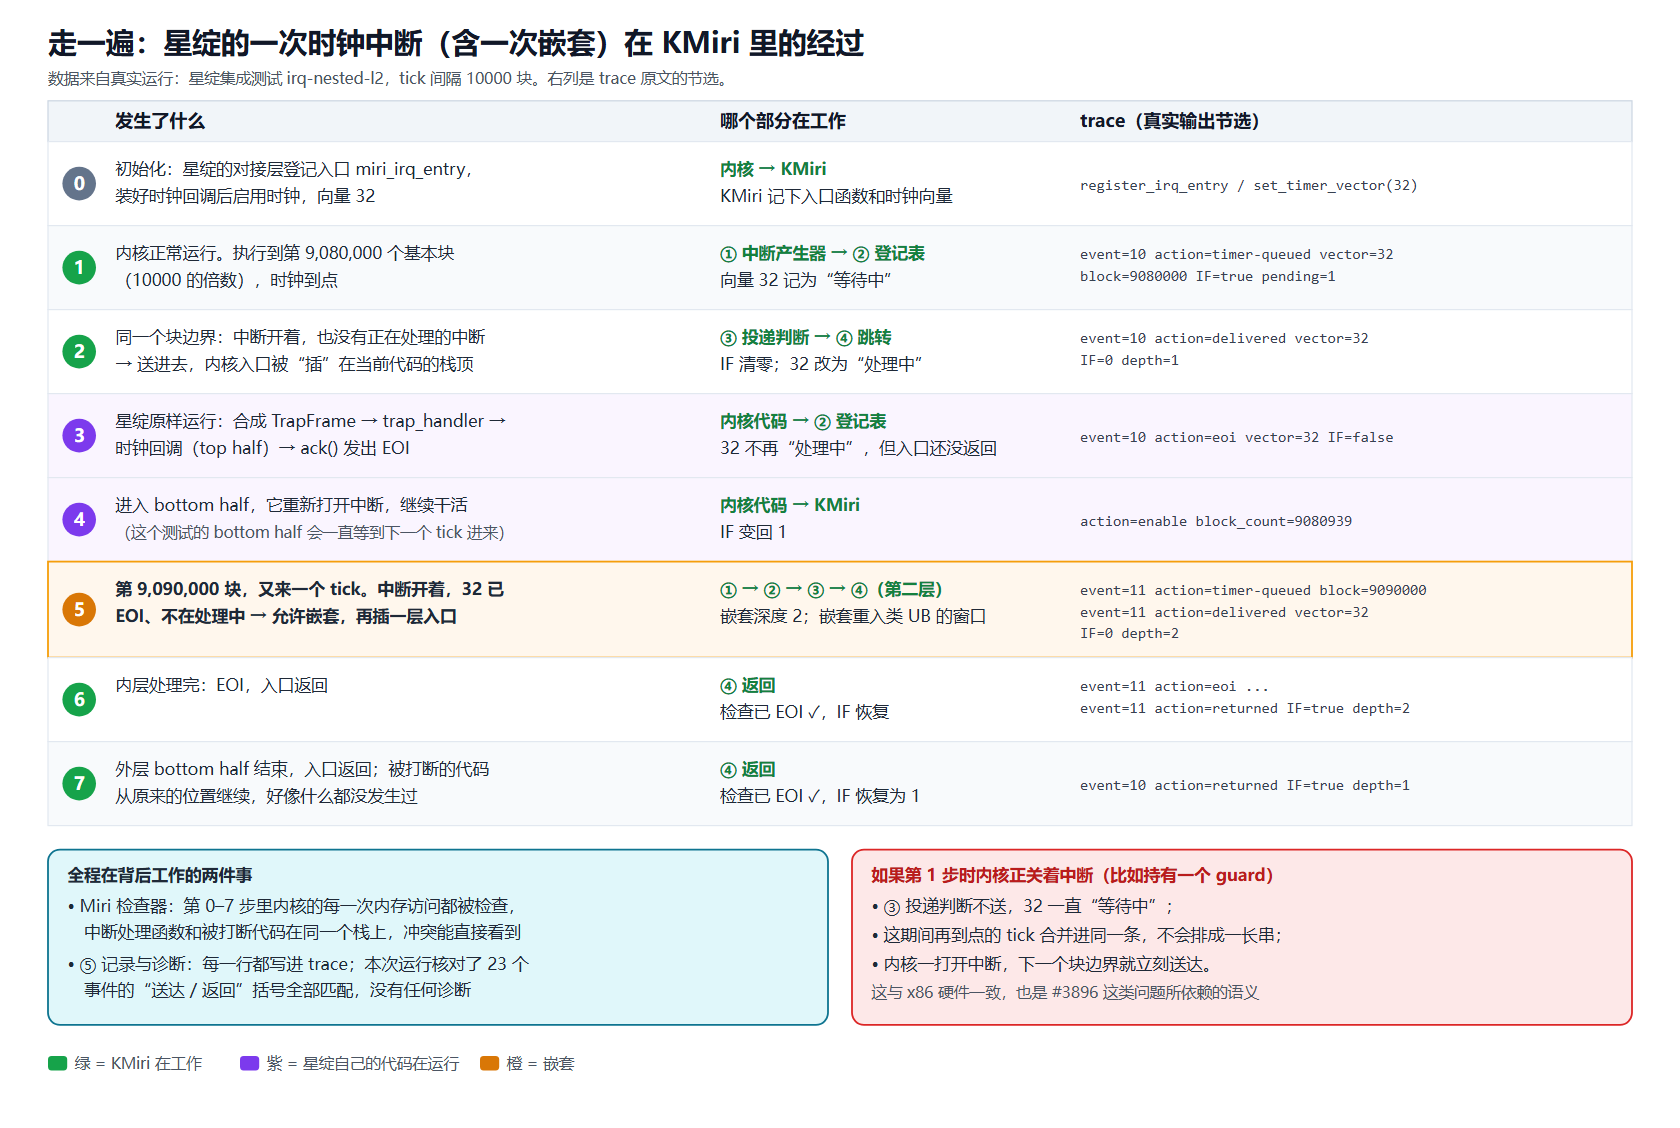 走一遍：星绽的一次时钟中断（含一次嵌套）在 KMiri 里的经过
数据来自真实运行：星绽集成测试 irq-nested-l2，tick 间隔 10000 块。右列是 trace 原文的节选。
发生了什么
哪个部分在工作
trace（真实输出节选）
0
初始化：星绽的对接层登记入口 miri_irq_entry，
装好时钟回调后启用时钟，向量 32
内核 → KMiri
KMiri 记下入口函数和时钟向量
register_irq_entry / set_timer_vector(32)
1
内核正常运行。执行到第 9,080,000 个基本块
（10000 的倍数），时钟到点
① 中断产生器 → ② 登记表
向量 32 记为“等待中”
event=10 action=timer-queued vector=32
block=9080000 IF=true pending=1
2
同一个块边界：中断开着，也没有正在处理的中断
→ 送进去，内核入口被“插”在当前代码的栈顶
③ 投递判断 → ④ 跳转
IF 清零；32 改为“处理中”
event=10 action=delivered vector=32
IF=0 depth=1
3
星绽原样运行：合成 TrapFrame → trap_handler →
时钟回调（top half）→ ack() 发出 EOI
内核代码 → ② 登记表
32 不再“处理中”，但入口还没返回
event=10 action=eoi vector=32 IF=false
4
进入 bottom half，它重新打开中断，继续干活
（这个测试的 bottom half 会一直等到下一个 tick 进来）
内核代码 → KMiri
IF 变回 1
action=enable block_count=9080939
5
第 9,090,000 块，又来一个 tick。中断开着，32 已
EOI、不在处理中 → 允许嵌套，再插一层入口
① → ② → ③ → ④（第二层）
嵌套深度 2；嵌套重入类 UB 的窗口
event=11 action=timer-queued block=9090000
event=11 action=delivered vector=32
IF=0 depth=2
6
内层处理完：EOI，入口返回
④ 返回
检查已 EOI ✓，IF 恢复
event=11 action=eoi ...
event=11 action=returned IF=true depth=2
7
外层 bottom half 结束，入口返回；被打断的代码
从原来的位置继续，好像什么都没发生过
④ 返回
检查已 EOI ✓，IF 恢复为 1
event=10 action=returned IF=true depth=1
全程在背后工作的两件事
• Miri 检查器：第 0–7 步里内核的每一次内存访问都被检查，
中断处理函数和被打断代码在同一个栈上，冲突能直接看到
• ⑤ 记录与诊断：每一行都写进 trace；本次运行核对了 23 个
事件的“送达 / 返回”括号全部匹配，没有任何诊断
如果第 1 步时内核正关着中断（比如持有一个 guard）
• ③ 投递判断不送，32 一直“等待中”；
• 这期间再到点的 tick 合并进同一条，不会排成一长串；
• 内核一打开中断，下一个块边界就立刻送达。
这与 x86 硬件一致，也是 #3896 这类问题所依赖的语义
绿 = KMiri 在工作
紫 = 星绽自己的代码在运行
橙 = 嵌套